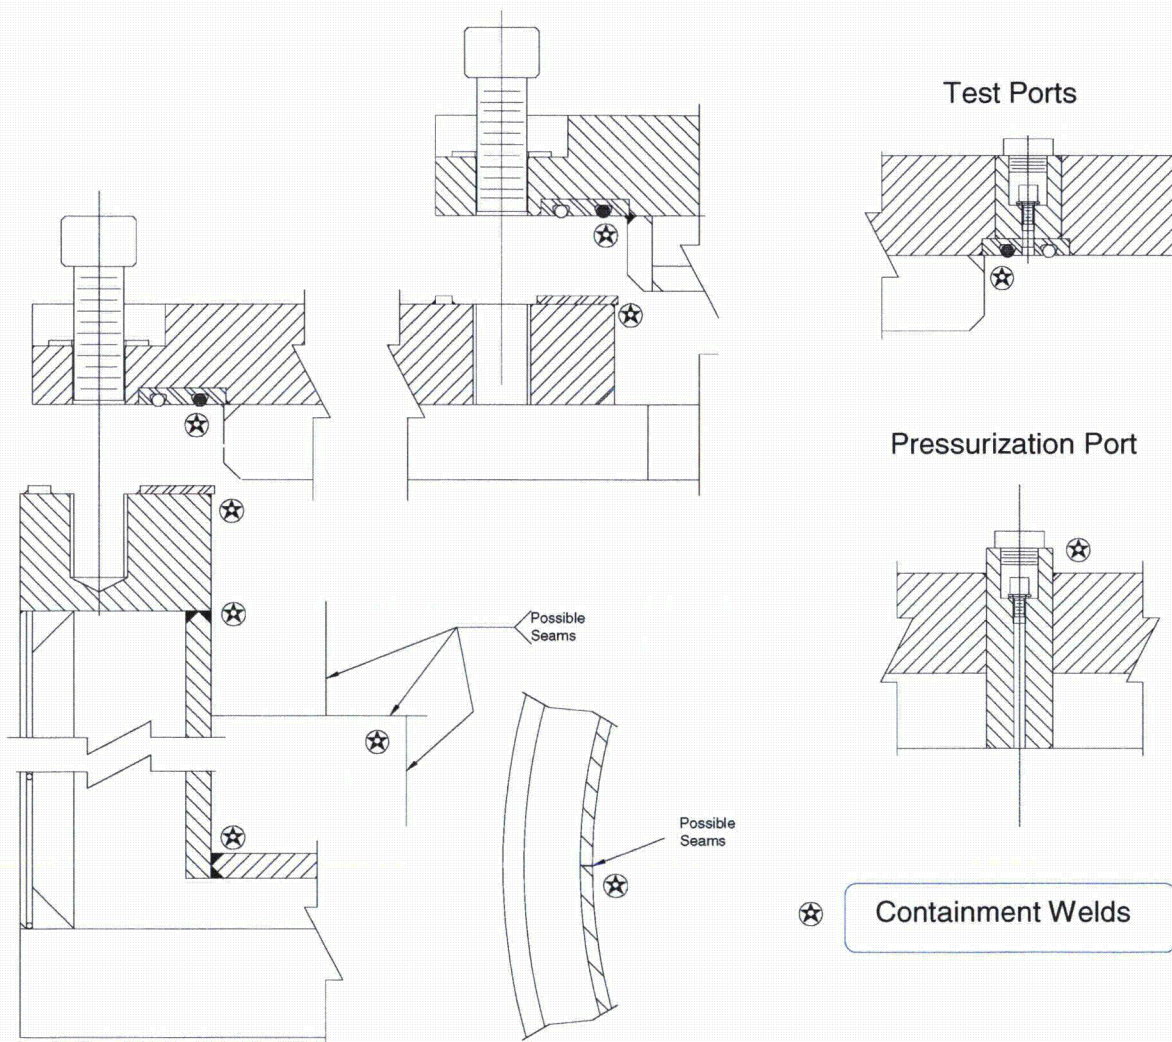 Test Ports
Pressurization Port
Possible
Seams
Possible
Seams
Containment Welds